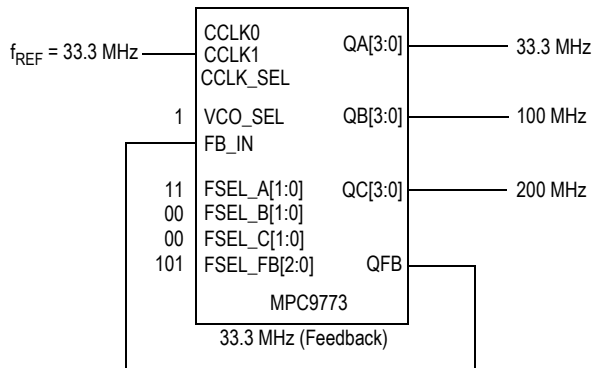 f_REF = 33.3 MHz
CCLK0
CCLK1
CCLK_SEL
QA[3:0]
33.3 MHz
1
VCO_SEL
FB_IN
QB[3:0]
100 MHz
11
FSEL_A[1:0]
00
FSEL_B[1:0]
00
FSEL_C[1:0]
101
FSEL_FB[2:0]
QC[3:0]
200 MHz
QFB
MPC9773
33.3 MHz (Feedback)